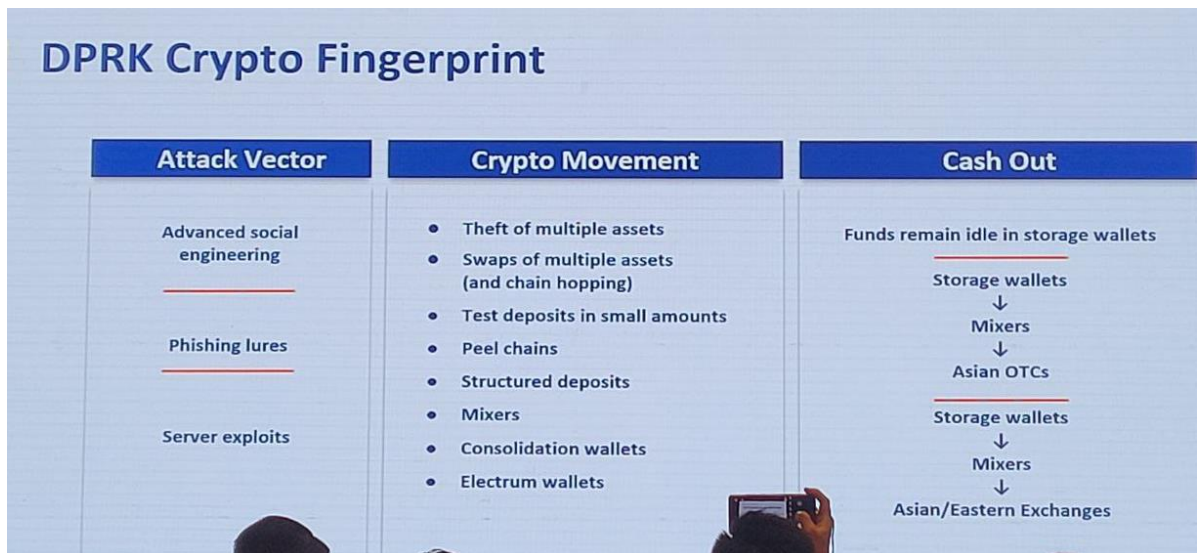 DPRK Crypto Fingerprint
Attack Vector
Advanced social
engineering
Phishing lures
Server exploits
Crypto Movement
• Theft of multiple assets
• Swaps of multiple assets
(and chain hopping)
• Test deposits in small amounts
• Peel chains
• Structured deposits
• Mixers
• Consolidation wallets
• Electrum wallets
Cash Out
Funds remain idle in storage wallets
Storage wallets
↓
Mixers
↓
Asian OTCs
Storage wallets
↓
Mixers
↓
Asian/Eastern Exchanges